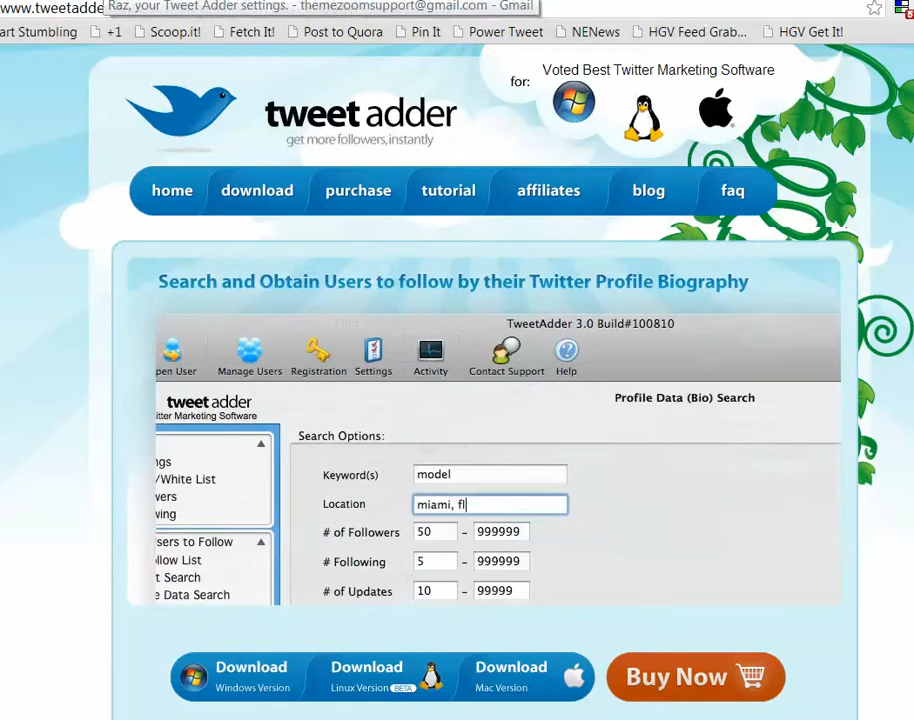 www.tweetadde
Raz, your Tweet Adder settings. - themezoomsupport@gmail.com - Gmail
art Stumbling +1 Scoop.it! Fetch It! Post to Quora Pin It Power Tweet NENews HGV Feed Grab... HGV Get It!
for: Voted Best Twitter Marketing Software
tweet adder
get more followers, instantly
home download purchase tutorial affiliates blog faq
Search and Obtain Users to follow by their Twitter Profile Biography
TweetAdder 3.0 Build#100810
pen User Manage Users Registration Settings Activity Contact Support Help
tweet adder
itter Marketing Software
Profile Data (Bio) Search
Search Options:
ngs
/White List
wers
wing
sers to Follow
llow List
t Search
e Data Search
Keyword(s) model
Location miami, fl
# of Followers 50 - 999999
# Following 5 - 999999
# of Updates 10 - 99999
Download
Windows Version
Download
Linux Version BETA
Download
Mac Version
Buy Now